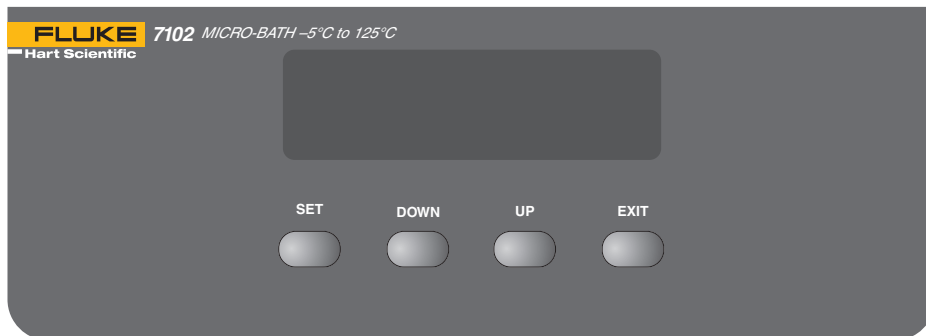 FLUKE 7102 MICRO-BATH –5°C to 125°C
Hart Scientific
SET DOWN UP EXIT